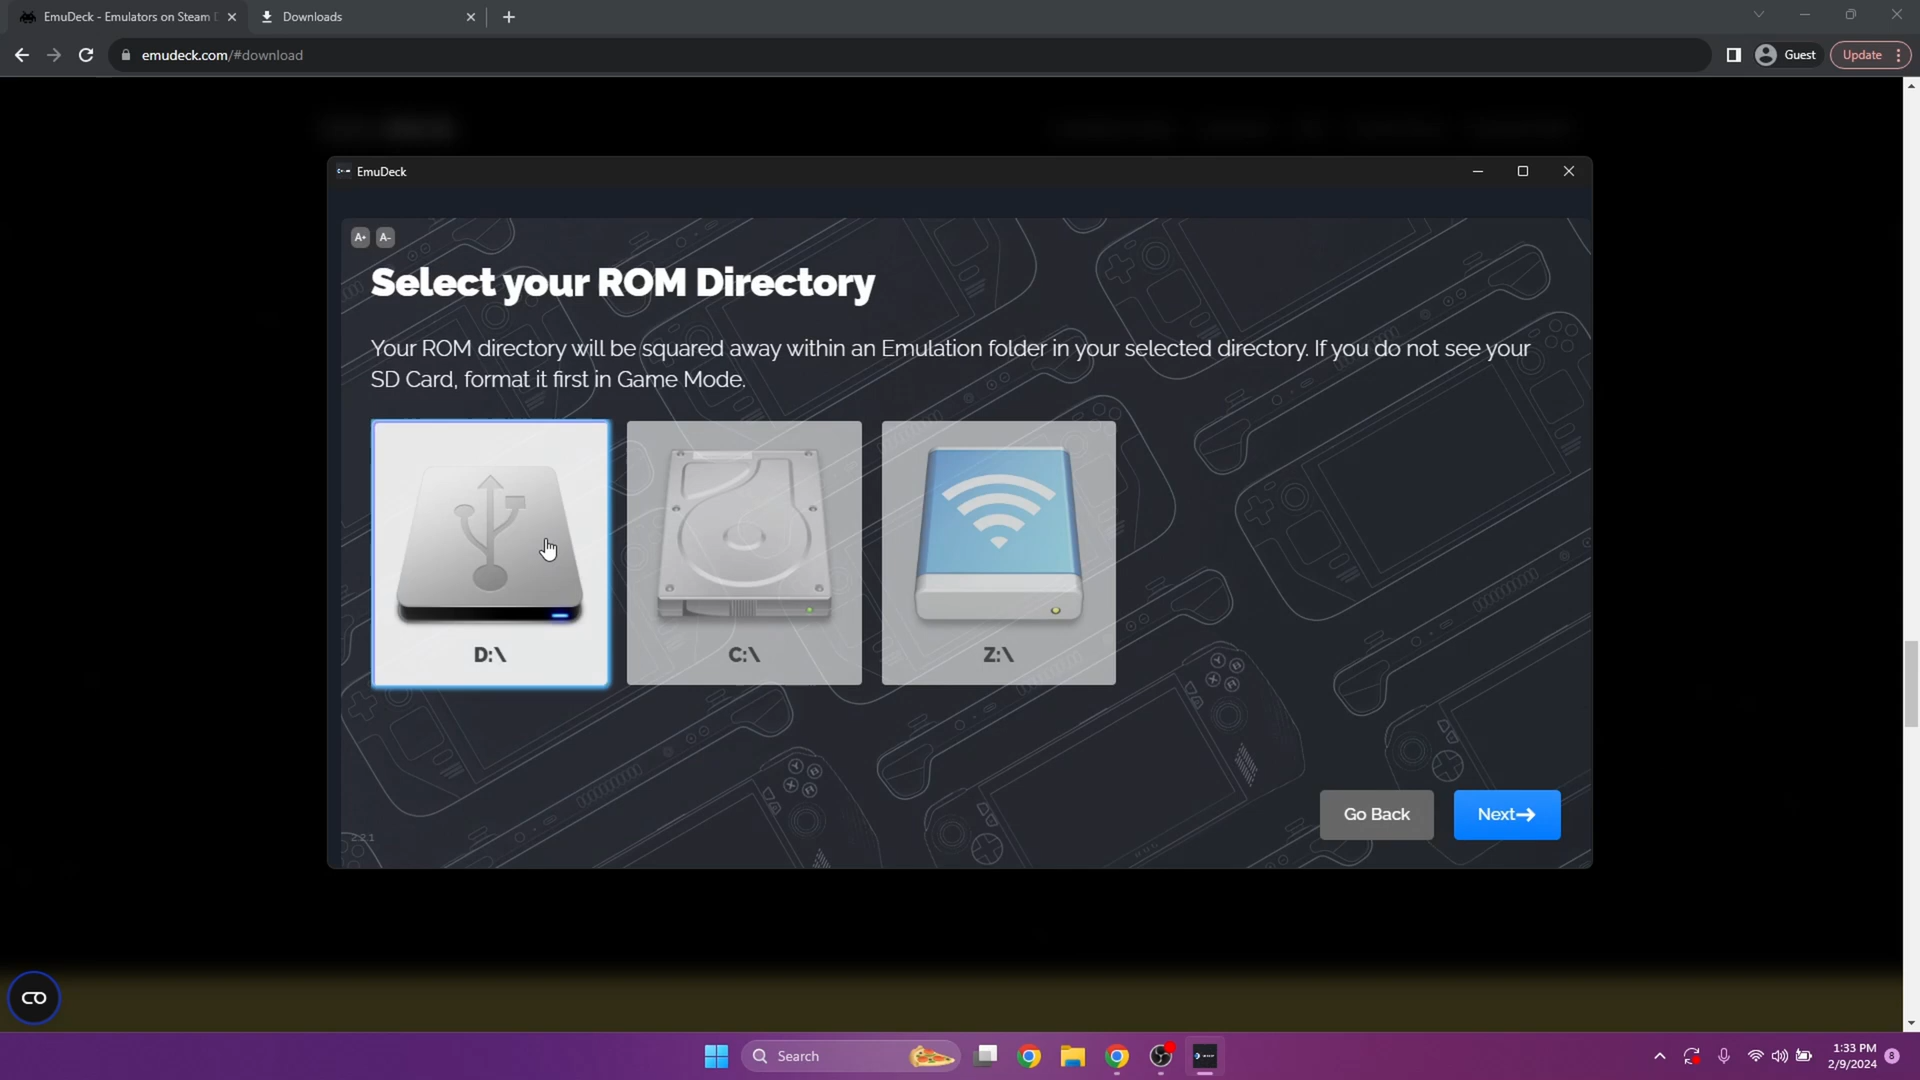 EmuDeck - Emulators on Steam D
Downloads
emudeck.com/#download
Guest
Update
EmuDeck
A+
A-
Select your ROM Directory
Your ROM directory will be squared away within an Emulation folder in your selected directory. If you do not see your
SD Card, format it first in Game Mode.
D:\
C:\
Z:\
Go Back
Next
221
Search
1:33 PM
2/9/2024
8